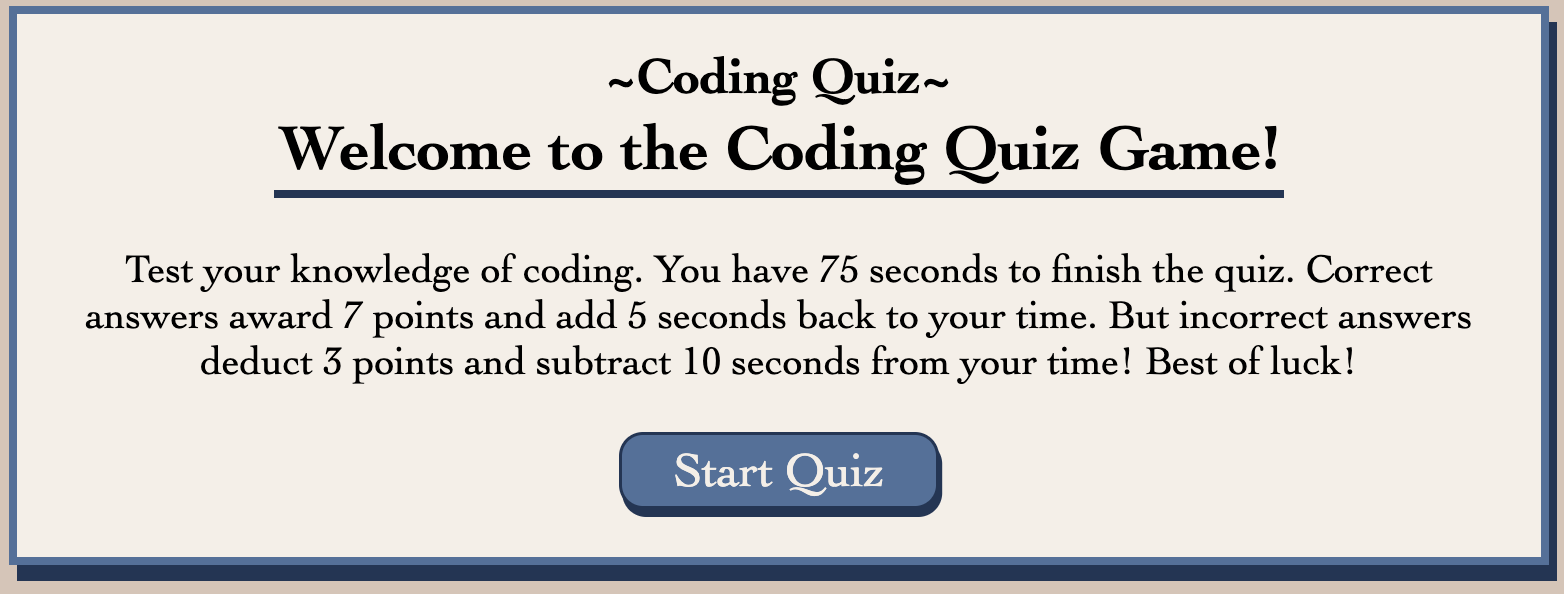 ~Coding Quiz~
Welcome to the Coding Quiz Game!
Test your knowledge of coding. You have 75 seconds to finish the quiz. Correct
answers award 7 points and add 5 seconds back to your time. But incorrect answers
deduct 3 points and subtract 10 seconds from your time! Best of luck!
Start Quiz